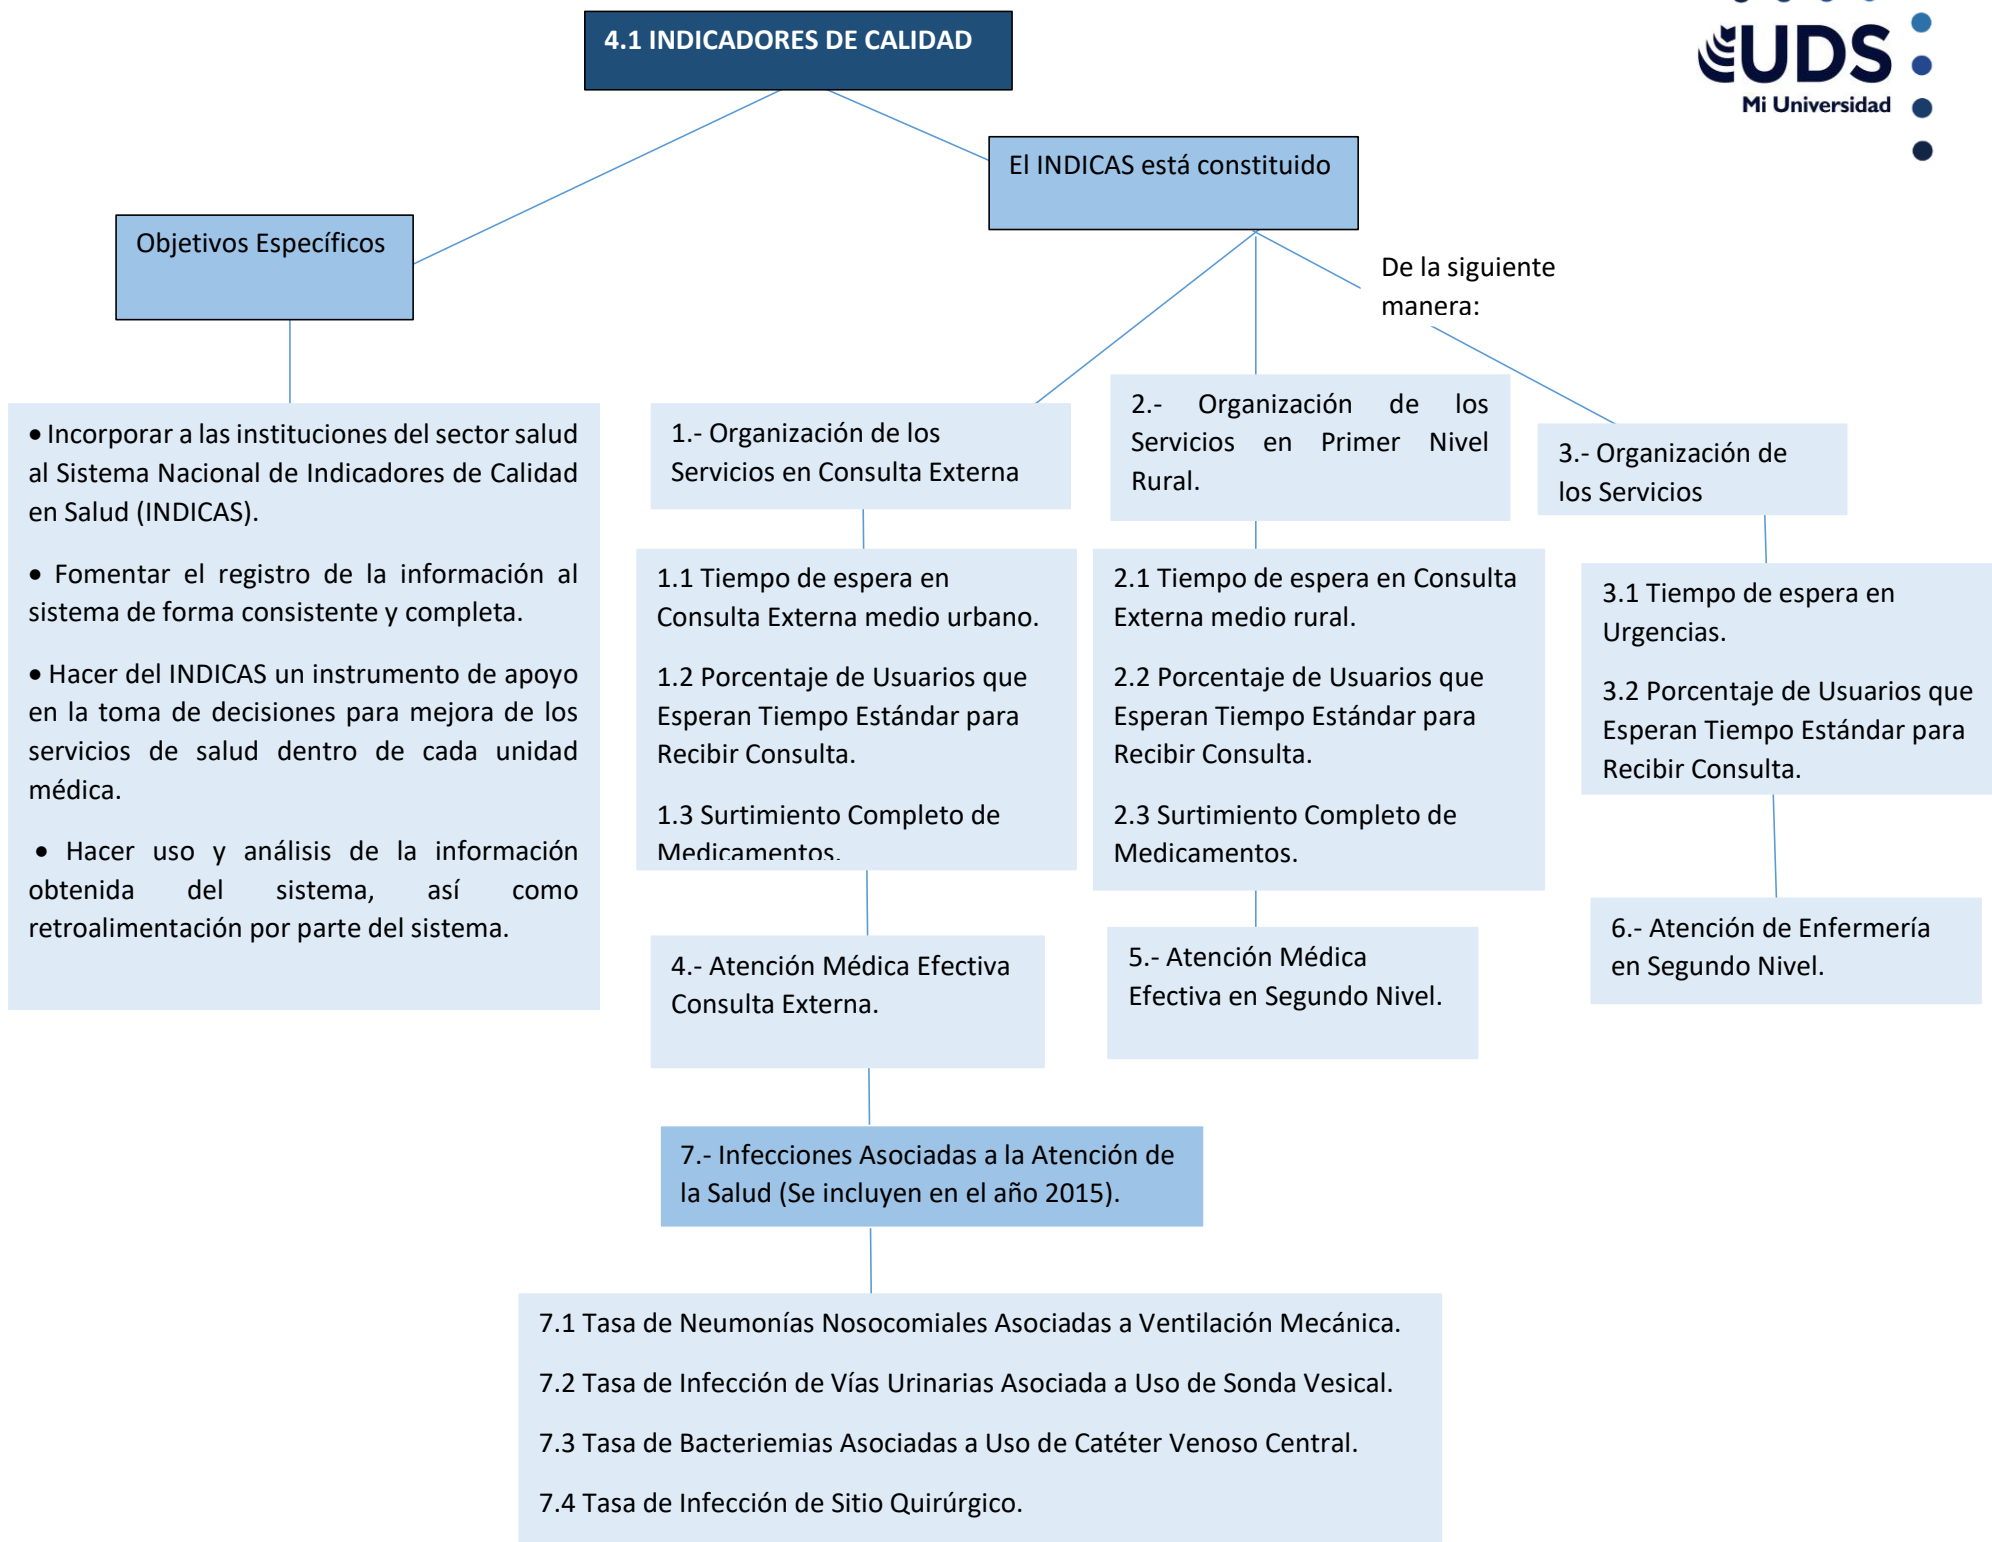 4.1 INDICADORES DE CALIDAD
UDS
Mi Universidad
El INDICAS está constituido
Objetivos Específicos
De la siguiente
manera:
• Incorporar a las instituciones del sector salud
al Sistema Nacional de Indicadores de Calidad
en Salud (INDICAS).
• Fomentar el registro de la información al
sistema de forma consistente y completa.
• Hacer del INDICAS un instrumento de apoyo
en la toma de decisiones para mejora de los
servicios de salud dentro de cada unidad
médica.
• Hacer uso y análisis de la información
obtenida del sistema, así como
retroalimentación por parte del sistema.
1.- Organización de los
Servicios en Consulta Externa
2.- Organización de los
Servicios en Primer Nivel
Rural.
3.- Organización de
los Servicios
1.1 Tiempo de espera en
Consulta Externa medio urbano.
1.2 Porcentaje de Usuarios que
Esperan Tiempo Estándar para
Recibir Consulta.
1.3 Surtimiento Completo de
Medicamentos.
2.1 Tiempo de espera en Consulta
Externa medio rural.
2.2 Porcentaje de Usuarios que
Esperan Tiempo Estándar para
Recibir Consulta.
2.3 Surtimiento Completo de
Medicamentos.
3.1 Tiempo de espera en
Urgencias.
3.2 Porcentaje de Usuarios que
Esperan Tiempo Estándar para
Recibir Consulta.
4.- Atención Médica Efectiva
Consulta Externa.
5.- Atención Médica
Efectiva en Segundo Nivel.
6.- Atención de Enfermería
en Segundo Nivel.
7.- Infecciones Asociadas a la Atención de
la Salud (Se incluyen en el año 2015).
7.1 Tasa de Neumonías Nosocomiales Asociadas a Ventilación Mecánica.
7.2 Tasa de Infección de Vías Urinarias Asociada a Uso de Sonda Vesical.
7.3 Tasa de Bacteriemias Asociadas a Uso de Catéter Venoso Central.
7.4 Tasa de Infección de Sitio Quirúrgico.